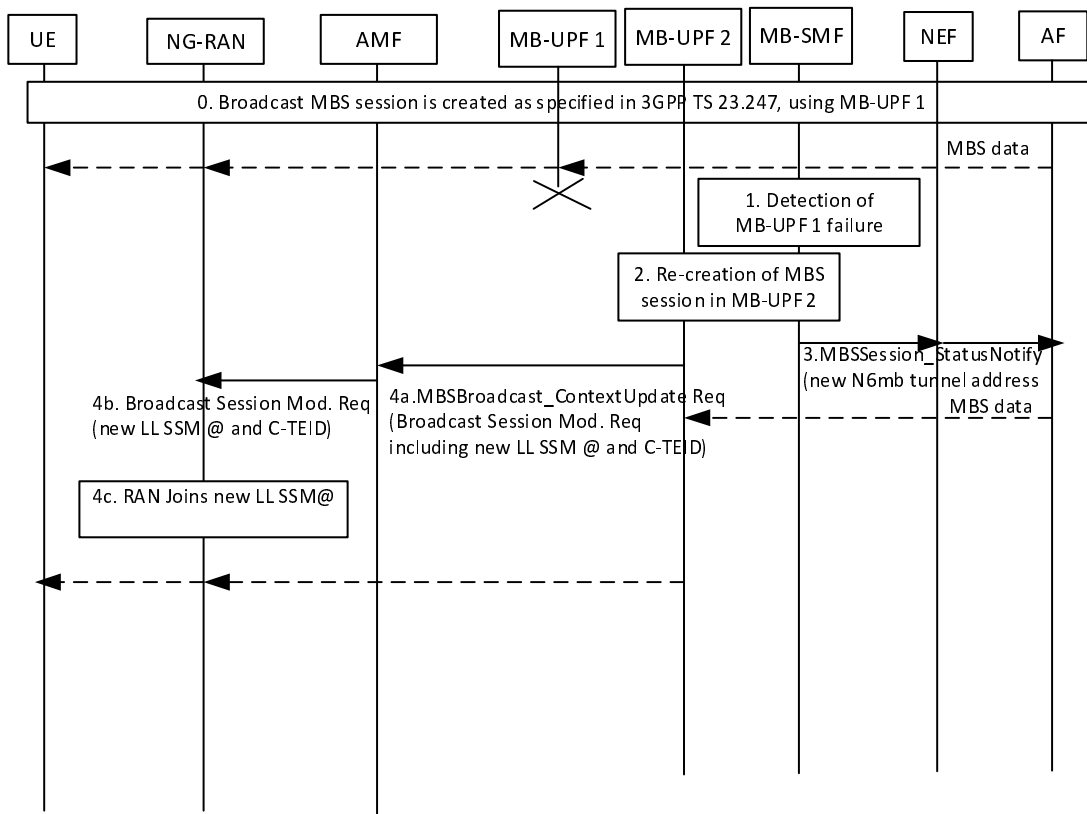 UE
NG-RAN
AMF
MB-UPF 1
MB-UPF 2
MB-SMF
NEF
AF
0. Broadcast MBS session is created as specified in 3GPP TS 23.247, using MB-UPF 1
MBS data
1. Detection of
MB-UPF 1 failure
2. Re-creation of MBS
session in MB-UPF 2
3.MBSSession_StatusNotify
(new N6mb tunnel address
MBS data
4a.MBSBroadcast_ContextUpdate Req
(Broadcast Session Mod. Req
including new LL SSM @ and C-TEID)
4b. Broadcast Session Mod. Req
(new LL SSM @ and C-TEID)
4c. RAN Joins new LL SSM@